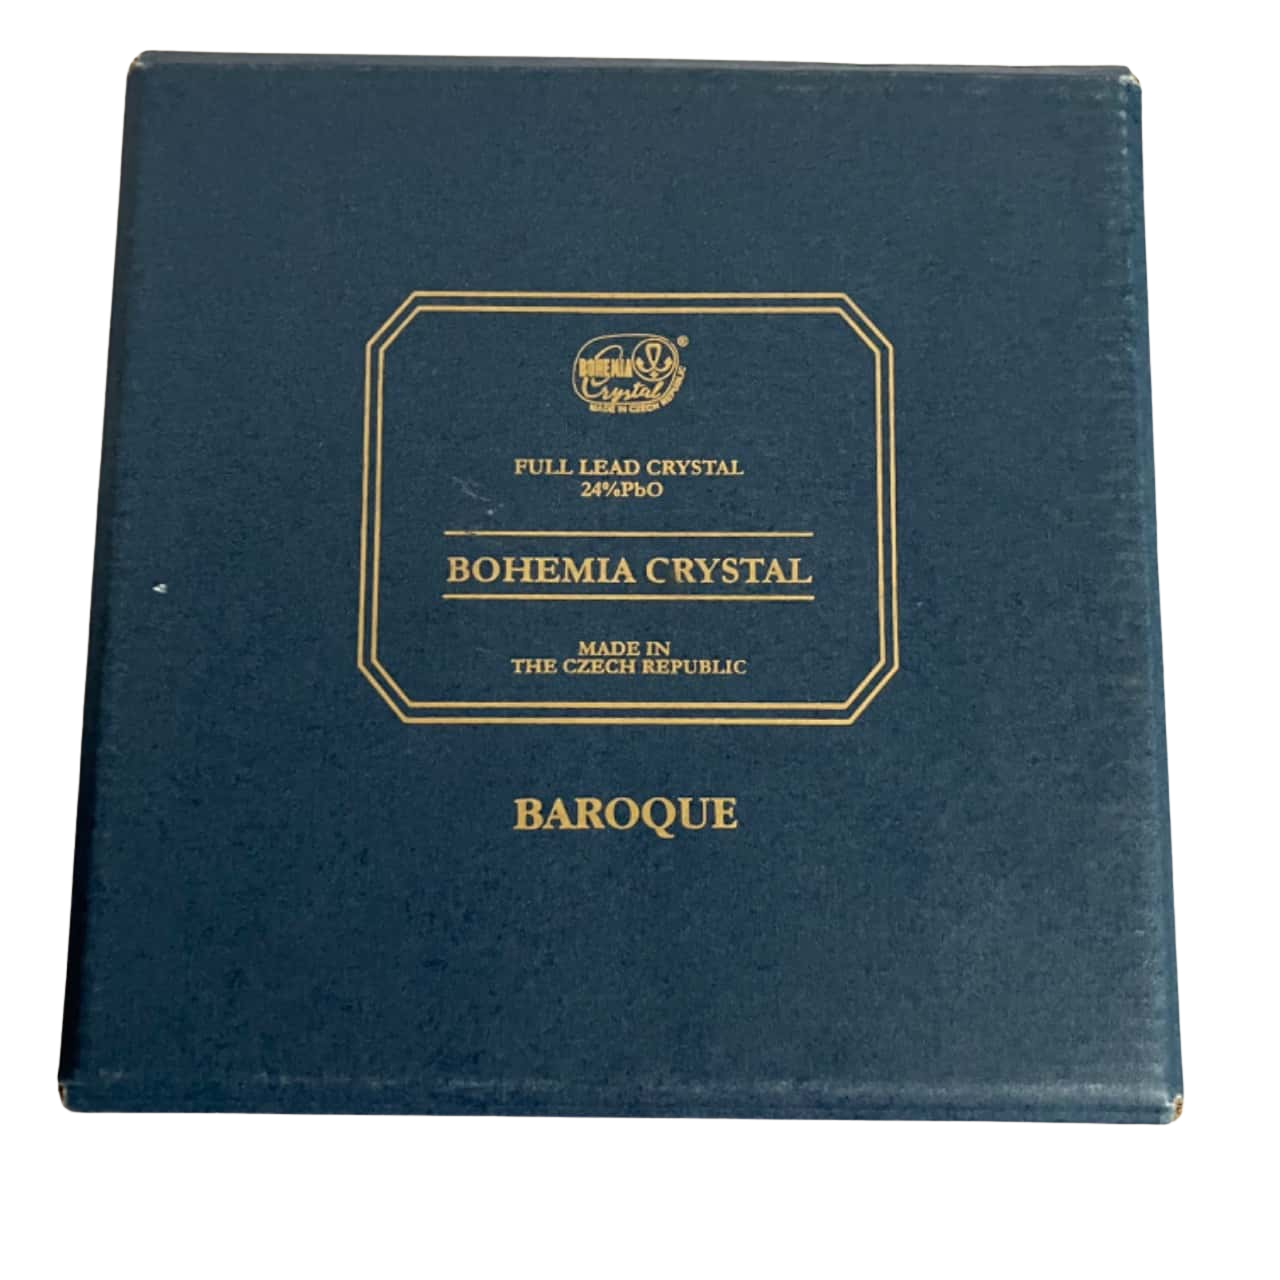 BOHEMIA
Crystal ®
MADE IN CZECH REPUBLIC
FULL LEAD CRYSTAL
24%PbO
BOHEMIA CRYSTAL
MADE IN
THE CZECH REPUBLIC
BAROQUE